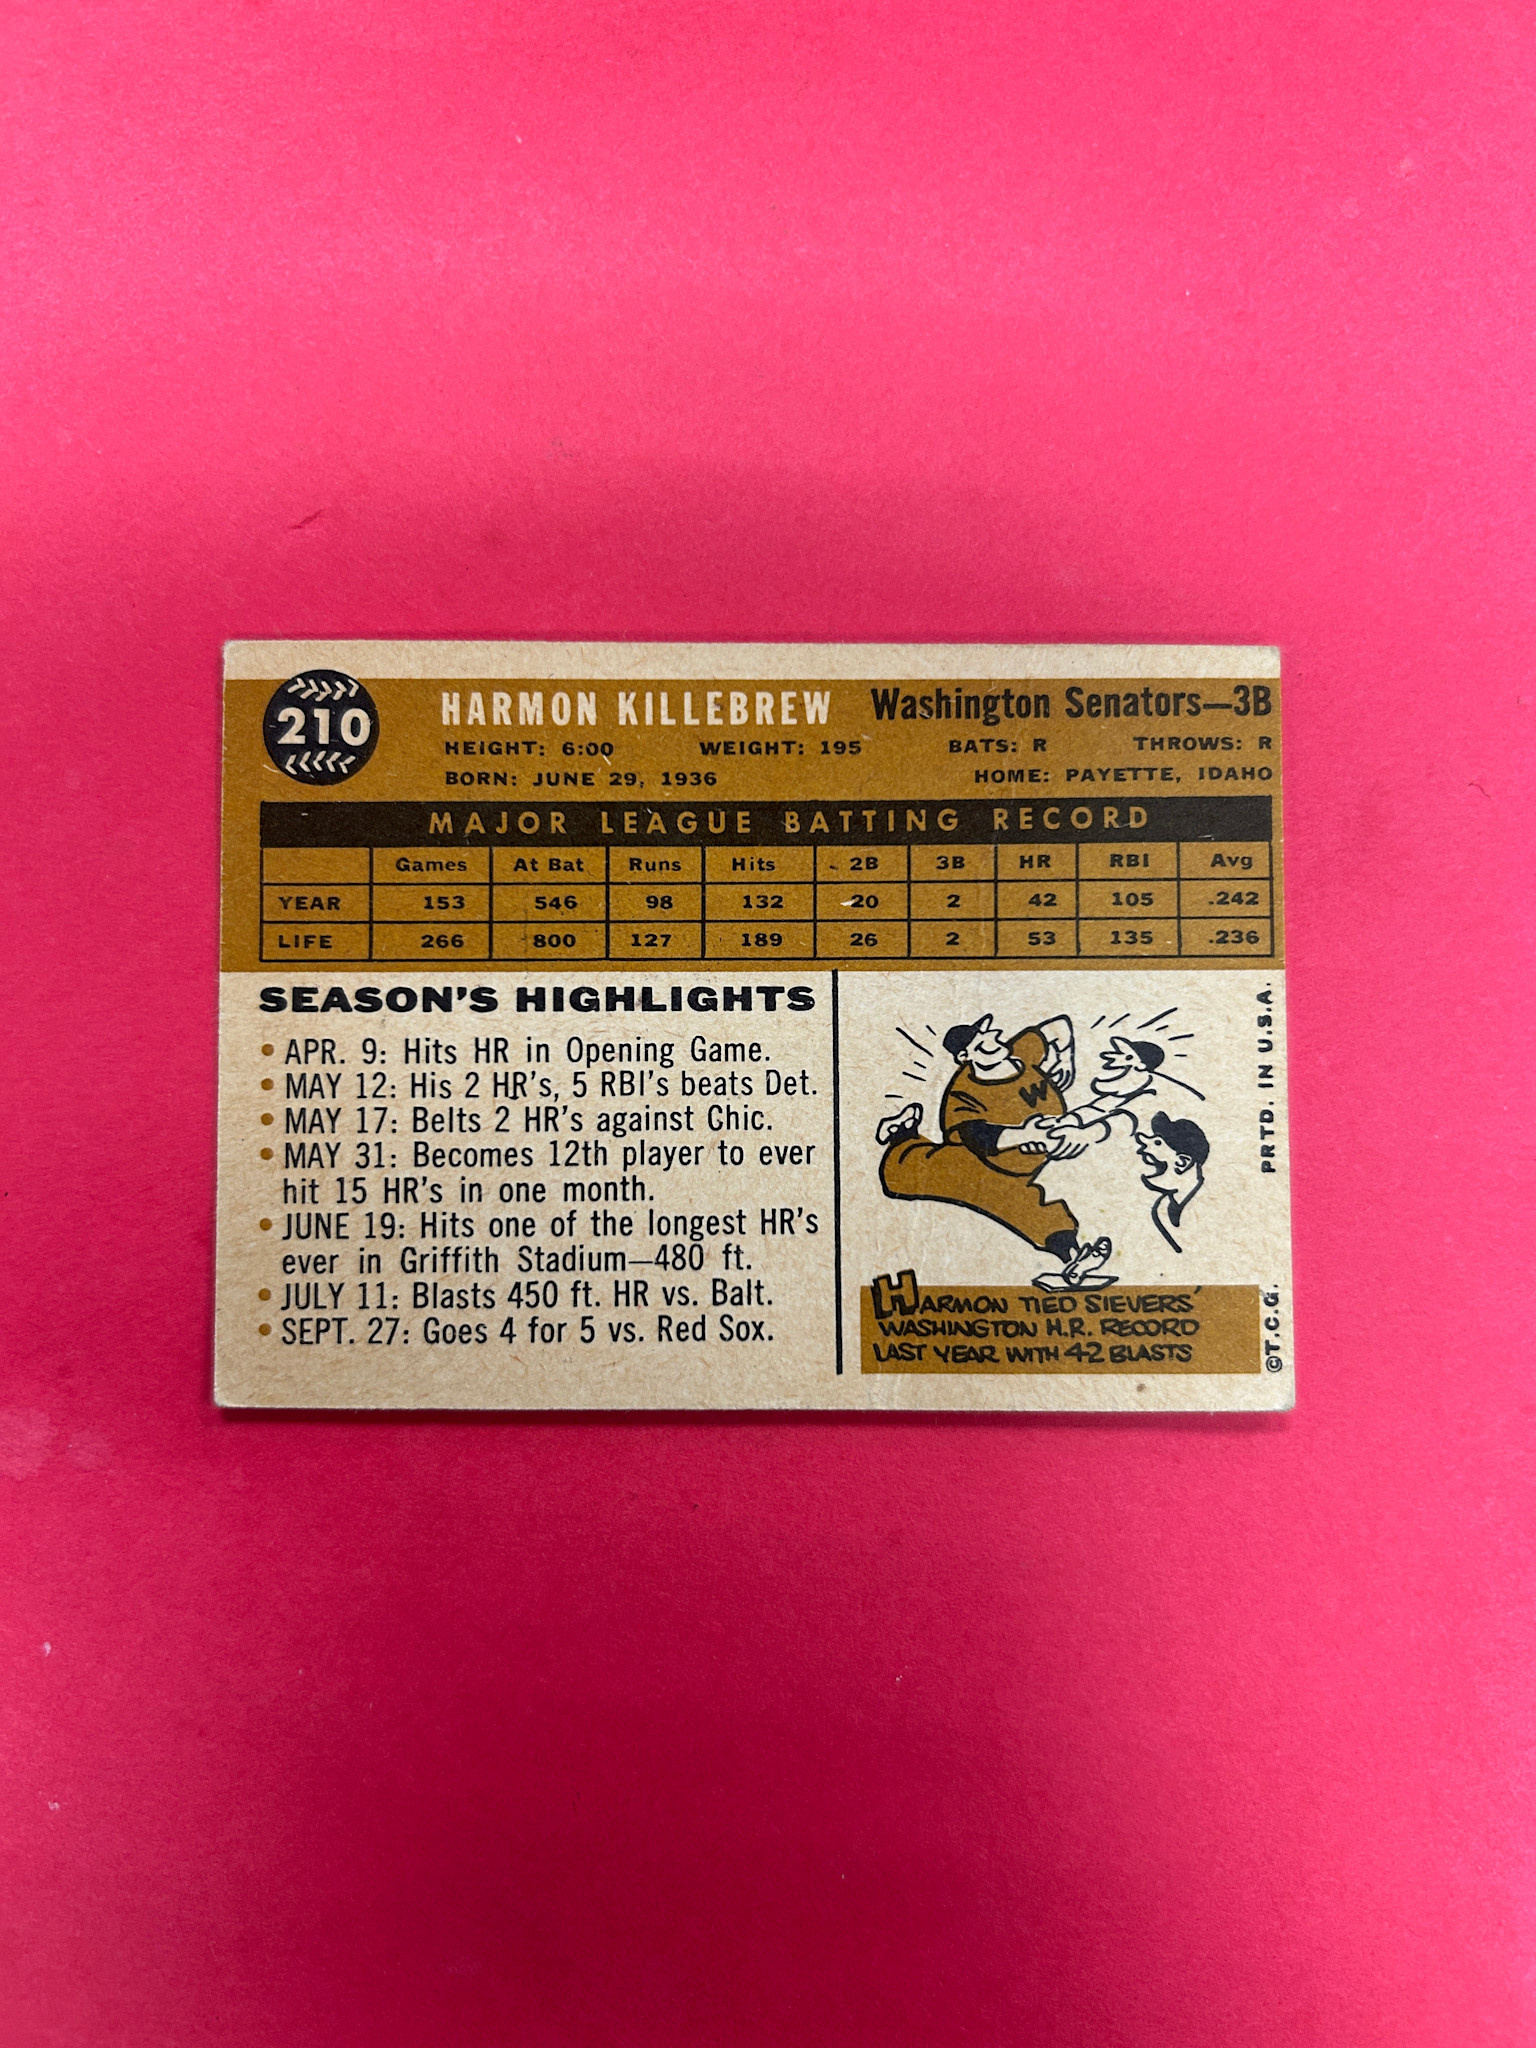 210
HARMON KILLEBREW Washington Senators—3B
HEIGHT: 6:00 WEIGHT: 195 BATS: R THROWS: R
BORN: JUNE 29, 1936 HOME: PAYETTE, IDAHO
MAJOR LEAGUE BATTING RECORD
Games At Bat Runs Hits 2B 3B HR RBI Avg
YEAR 153 546 98 132 20 2 42 105 .242
LIFE 266 800 127 189 26 2 53 135 .236
SEASON'S HIGHLIGHTS
• APR. 9: Hits HR in Opening Game.
• MAY 12: His 2 HR's, 5 RBI's beats Det.
• MAY 17: Belts 2 HR's against Chic.
• MAY 31: Becomes 12th player to ever
hit 15 HR's in one month.
• JUNE 19: Hits one of the longest HR's
ever in Griffith Stadium—480 ft.
• JULY 11: Blasts 450 ft. HR vs. Balt.
• SEPT. 27: Goes 4 for 5 vs. Red Sox.
W
HARMON TIED SIEVERS'
WASHINGTON H.R. RECORD
LAST YEAR WITH 42 BLASTS
©T.C.G. PRTD. IN U.S.A.